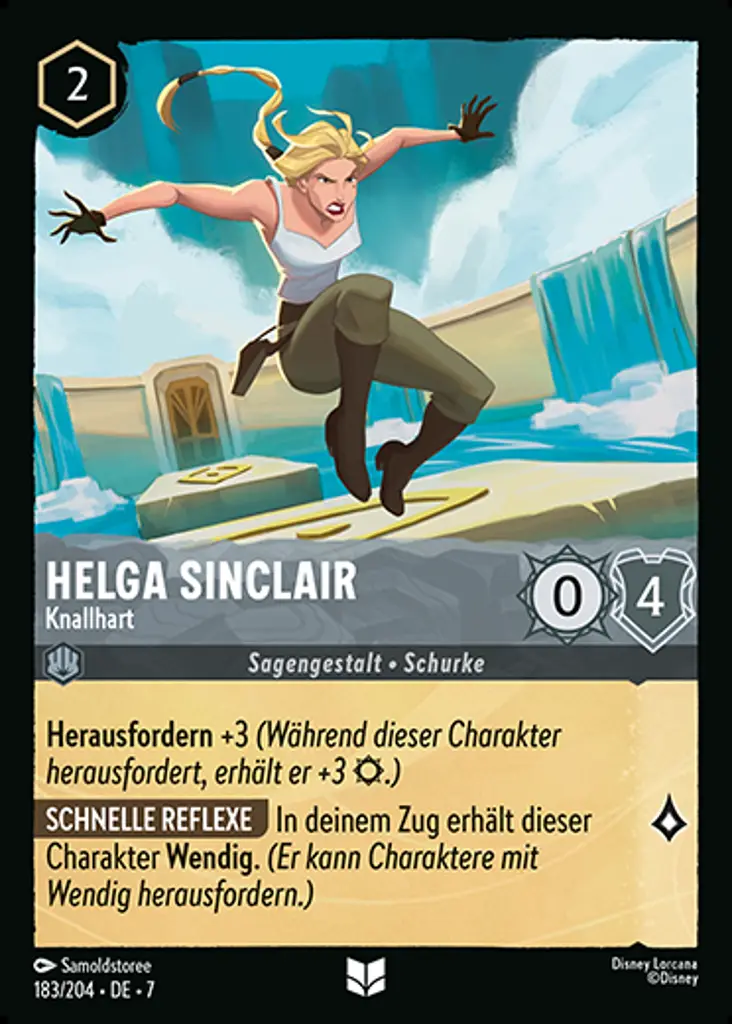 2
HELGA SINCLAIR
Knallhart
0
4
Sagengestalt • Schurke
Herausfordern +3 (Während dieser Charakter
herausfordert, erhält er +3 .)
SCHNELLE REFLEXE In deinem Zug erhält dieser
Charakter Wendig. (Er kann Charaktere mit
Wendig herausfordern.)
Samoldstoree
Disney Lorcana
183/204 • DE • 7
©Disney